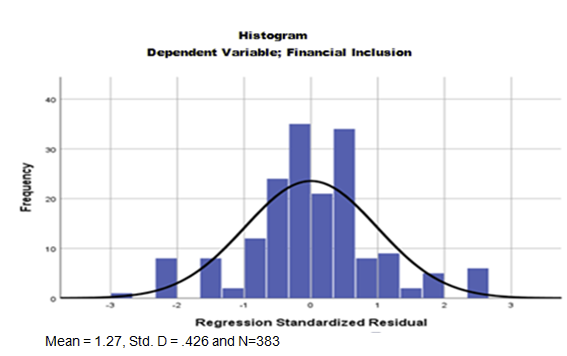 Histogram
Dependent Variable; Financial Inclusion
40
30
20
10
0
Frequency
-3 -2 -1 0 1 2 3
Regression Standardized Residual
Mean = 1.27, Std. D = .426 and N=383